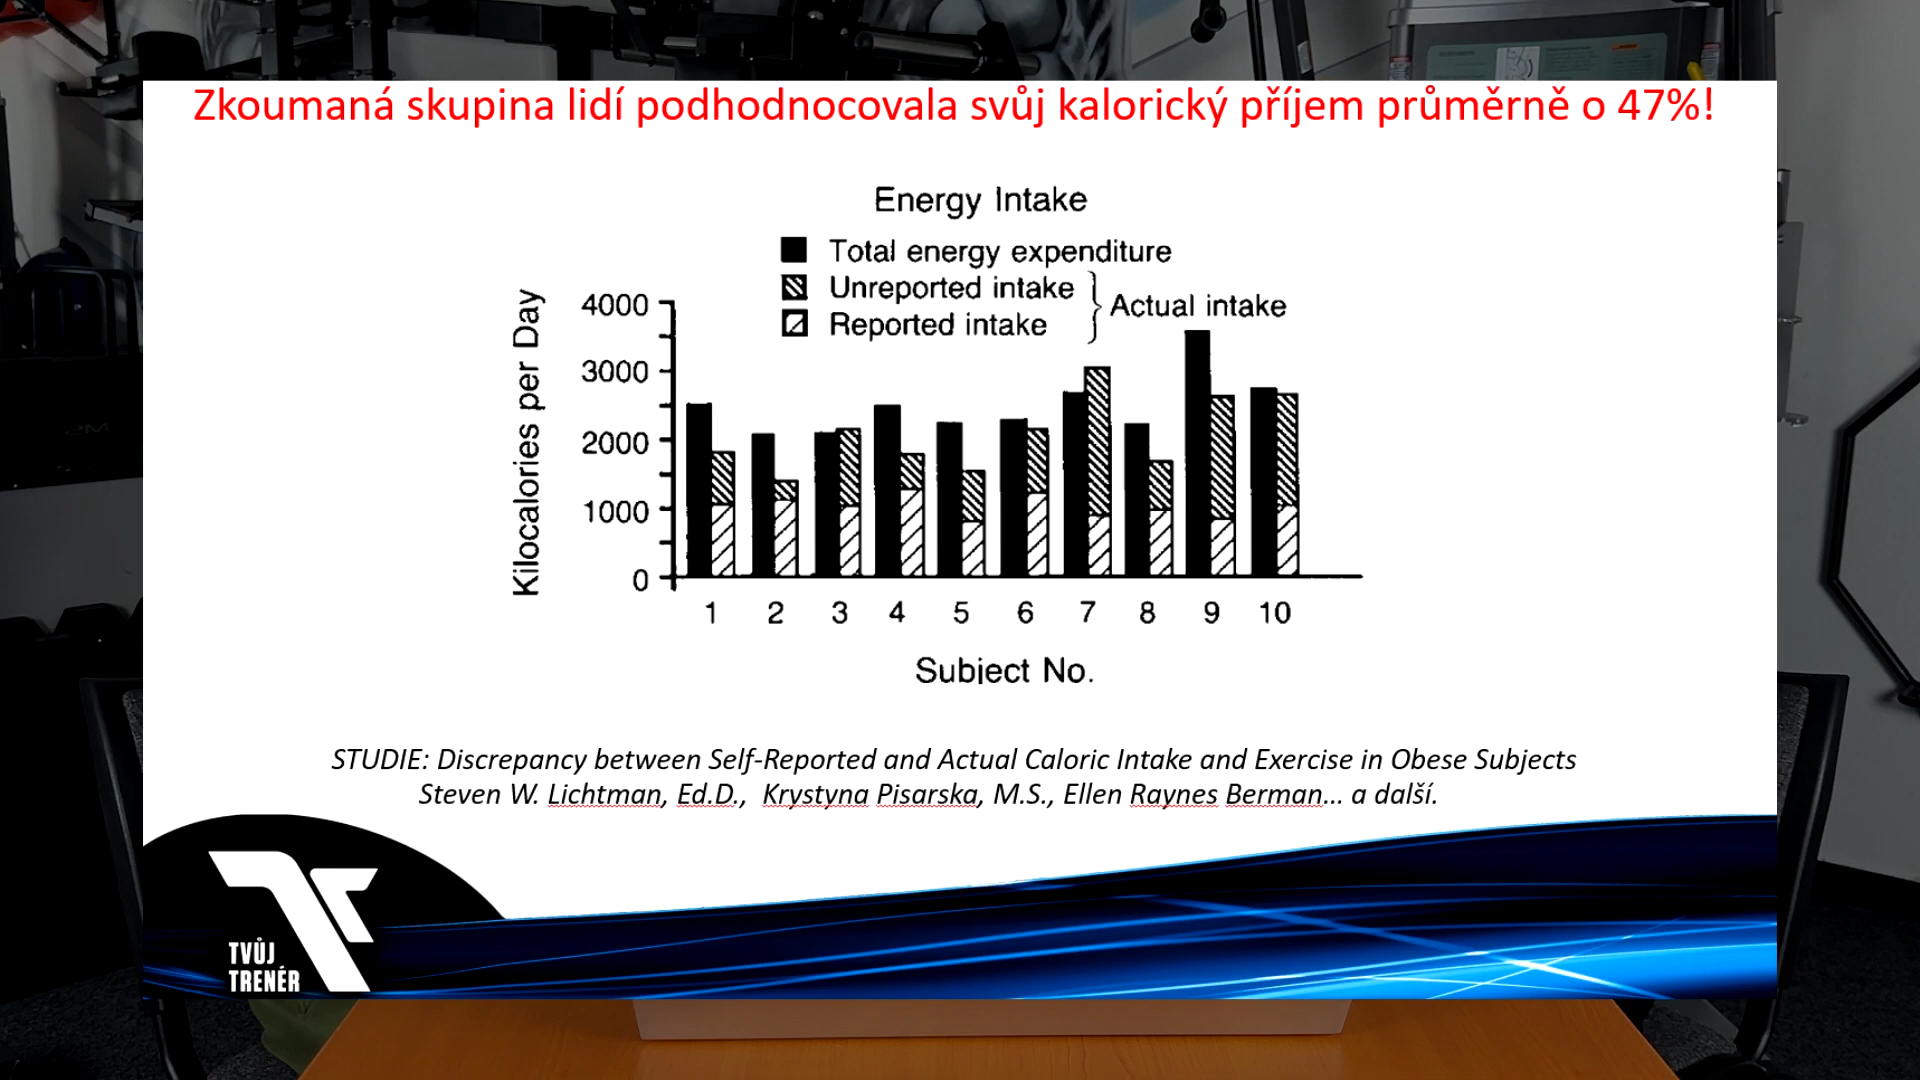 Zkoumaná skupina lidí podhodnocovala svůj kalorický příjem průměrně o 47%!
Energy Intake
Total energy expenditure
Unreported intake
Reported intake
Actual intake
Kilocalories per Day
4000
3000
2000
1000
0
1 2 3 4 5 6 7 8 9 10
Subject No.
STUDIE: Discrepancy between Self-Reported and Actual Caloric Intake and Exercise in Obese Subjects
Steven W. Lichtman, Ed.D., Krystyna Pisarska, M.S., Ellen Raynes Berman... a další.
TVŮJ
TRENÉR